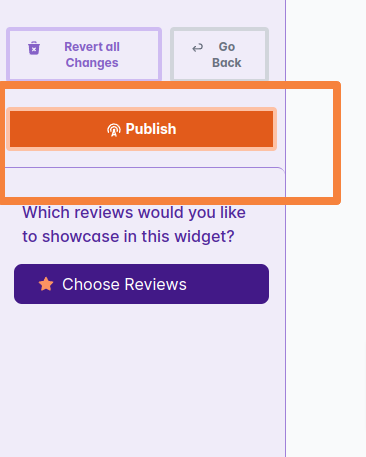 Revert all
Changes
Go
Back
Publish
Which reviews would you like
to showcase in this widget?
Choose Reviews